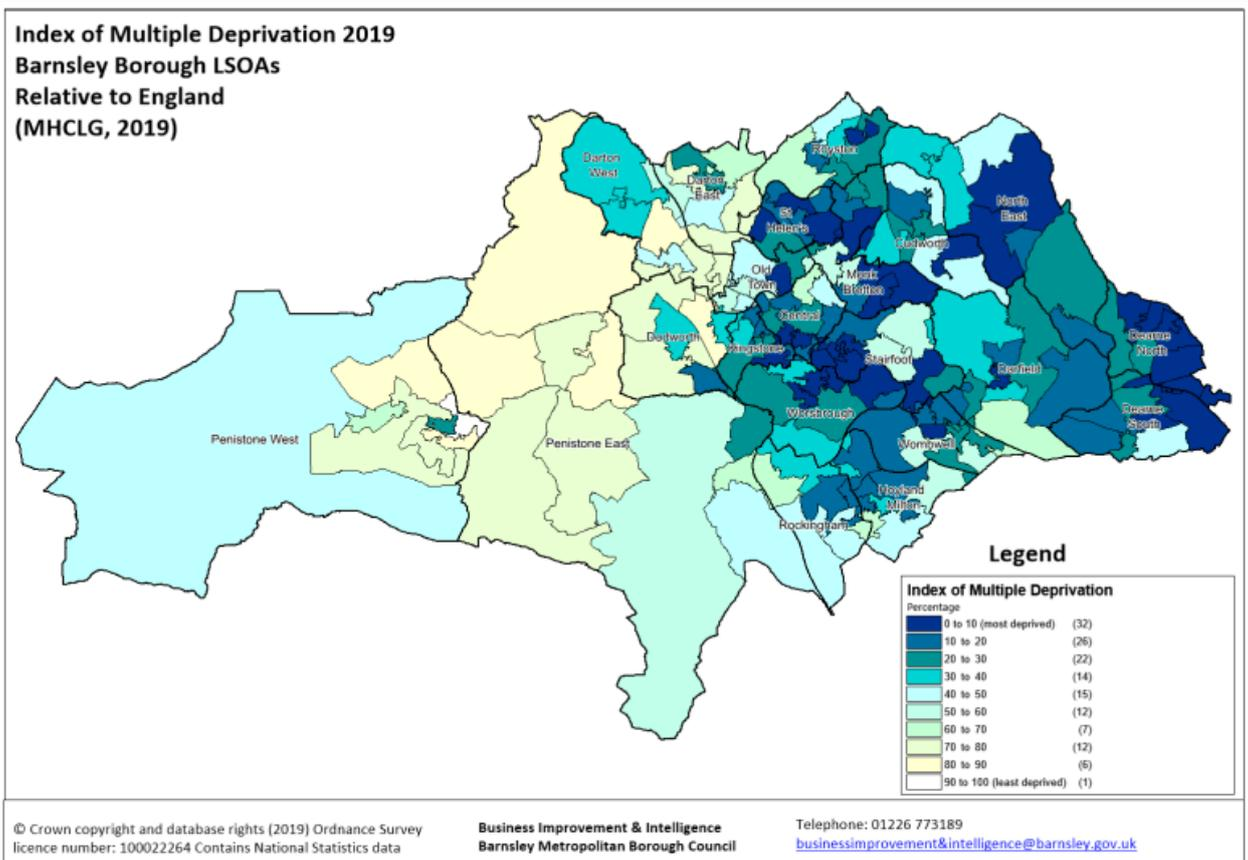 Index of Multiple Deprivation 2019
Barnsley Borough LSOAs
Relative to England
(MHCLG, 2019)
Darton
West
Darton
East
Royston
St
Helen's
North
East
Cudworth
Old
Town
Monk
Bretton
Central
Dodworth
Kingstone
Stairfoot
Darfield
Dearne
North
Worsbrough
Dearne
South
Penistone West
Penistone East
Wombwell
Hoyland
Milton
Rockingham
Legend
Index of Multiple Deprivation
Percentage
0 to 10 (most deprived) (32)
10 to 20 (26)
20 to 30 (22)
30 to 40 (14)
40 to 50 (15)
50 to 60 (12)
60 to 70 (7)
70 to 80 (12)
80 to 90 (6)
90 to 100 (least deprived) (1)
© Crown copyright and database rights (2019) Ordnance Survey
licence number: 100022264 Contains National Statistics data
Business Improvement & Intelligence
Barnsley Metropolitan Borough Council
Telephone: 01226 773189
businessimprovement&intelligence@barnsley.gov.uk